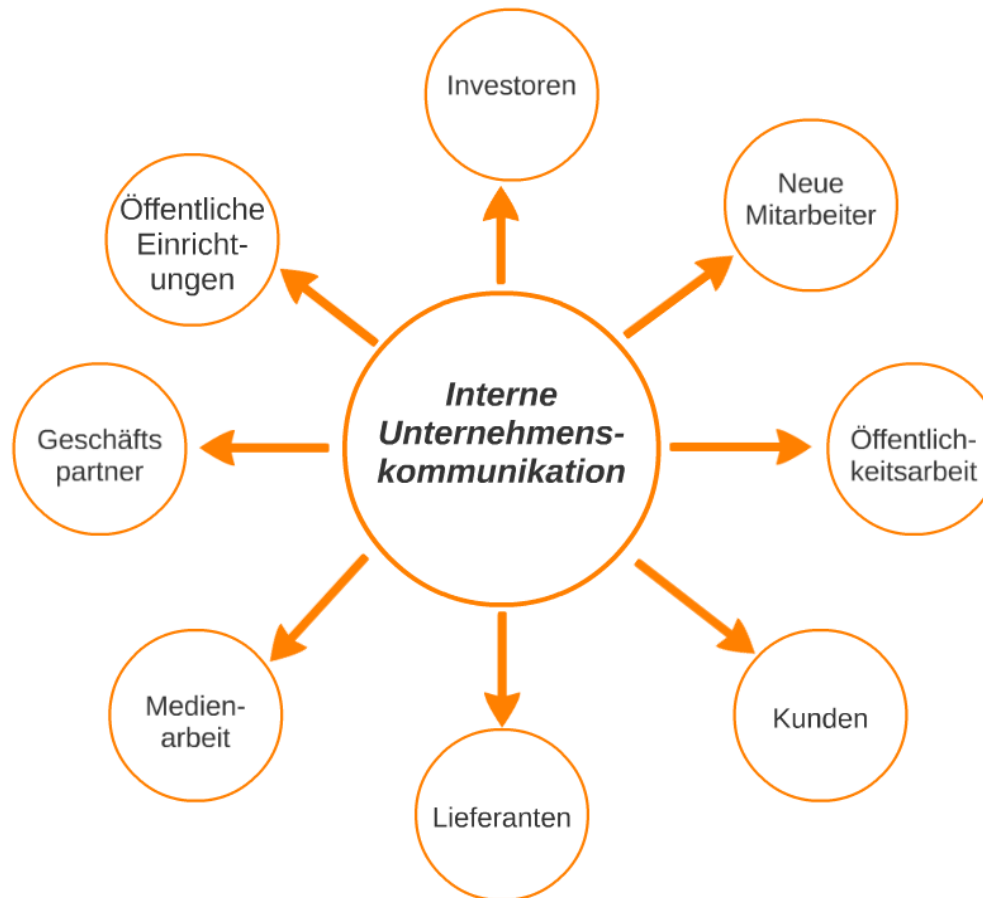 Investoren
Neue
Mitarbeiter
Öffentliche
Einricht-
ungen
Interne
Unternehmens-
kommunikation
Geschäfts
partner
Öffentlich-
keitsarbeit
Medien-
arbeit
Kunden
Lieferanten